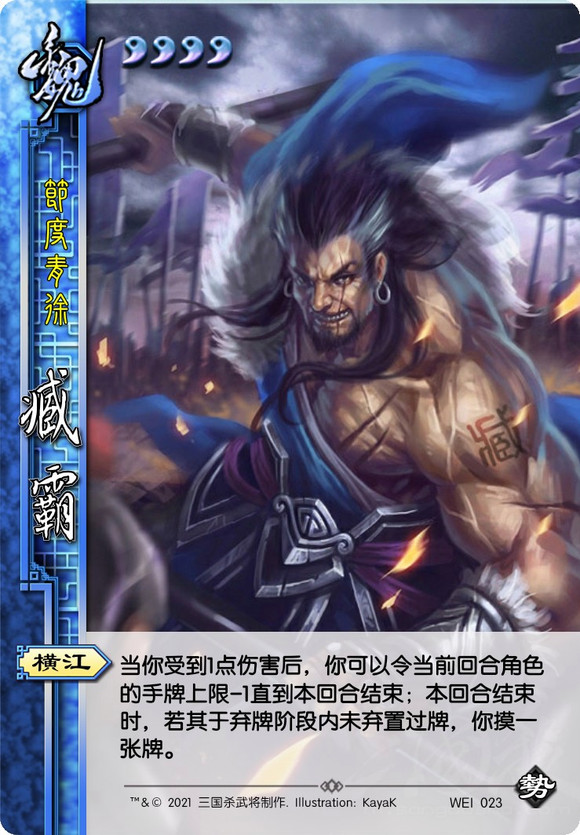 魏
節度青徐
臧霸
臧
横江
当你受到1点伤害后，你可以令当前回合角色
的手牌上限-1直到本回合结束；本回合结束
时，若其于弃牌阶段内未弃置过牌，你摸一
张牌。
™&© 2021 三国杀武将制作. Illustration: KayaK
WEI 023
勢